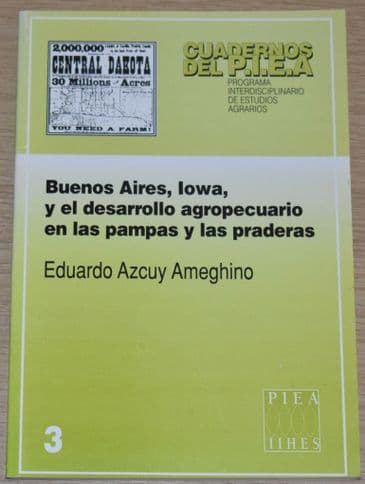 2,000,000
CENTRAL DAKOTA
30 Millions of Acres
YOU NEED A FARM!
CUADERNOS
DEL P.I.E.A
PROGRAMA
INTERDISCIPLINARIO
DE ESTUDIOS
AGRARIOS
Buenos Aires, Iowa,
y el desarrollo agropecuario
en las pampas y las praderas
Eduardo Azcuy Ameghino
PIEA
IIHES
3